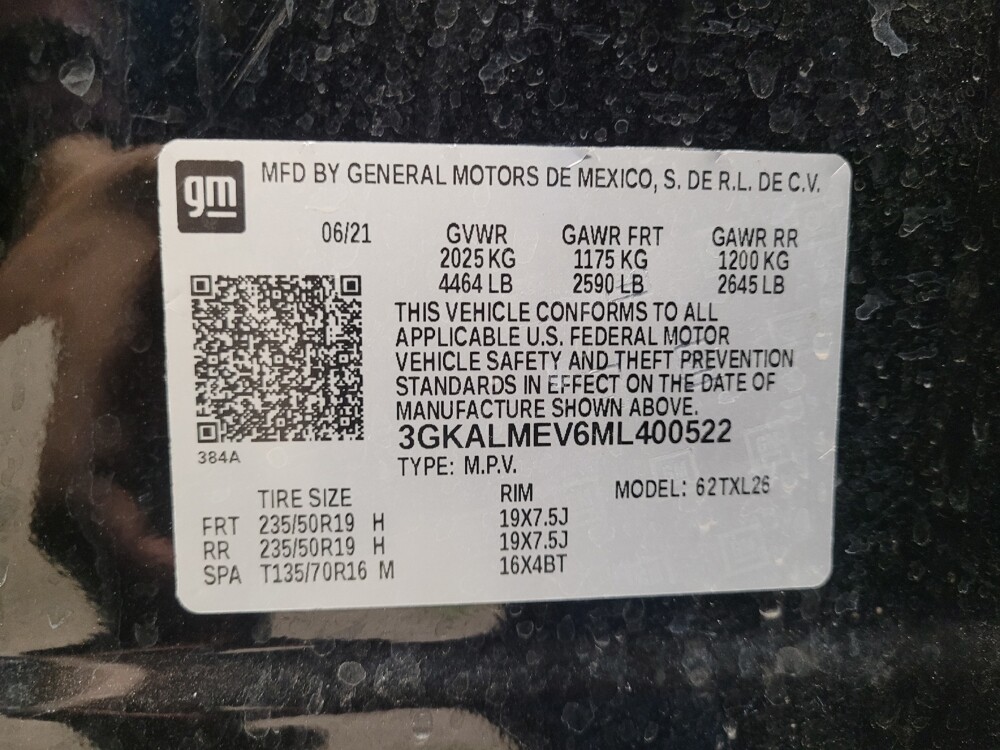 gm
MFD BY GENERAL MOTORS DE MEXICO, S. DE R.L. DE C.V.
06/21 GVWR GAWR FRT GAWR RR
2025 KG 1175 KG 1200 KG
4464 LB 2590 LB 2645 LB
THIS VEHICLE CONFORMS TO ALL
APPLICABLE U.S. FEDERAL MOTOR
VEHICLE SAFETY AND THEFT PREVENTION
STANDARDS IN EFFECT ON THE DATE OF
MANUFACTURE SHOWN ABOVE.
3GKALMEV6ML400522
384A
TYPE: M.P.V.
TIRE SIZE RIM MODEL: 62TXL26
FRT 235/50R19 H 19X7.5J
RR 235/50R19 H 19X7.5J
SPA T135/70R16 M 16X4BT